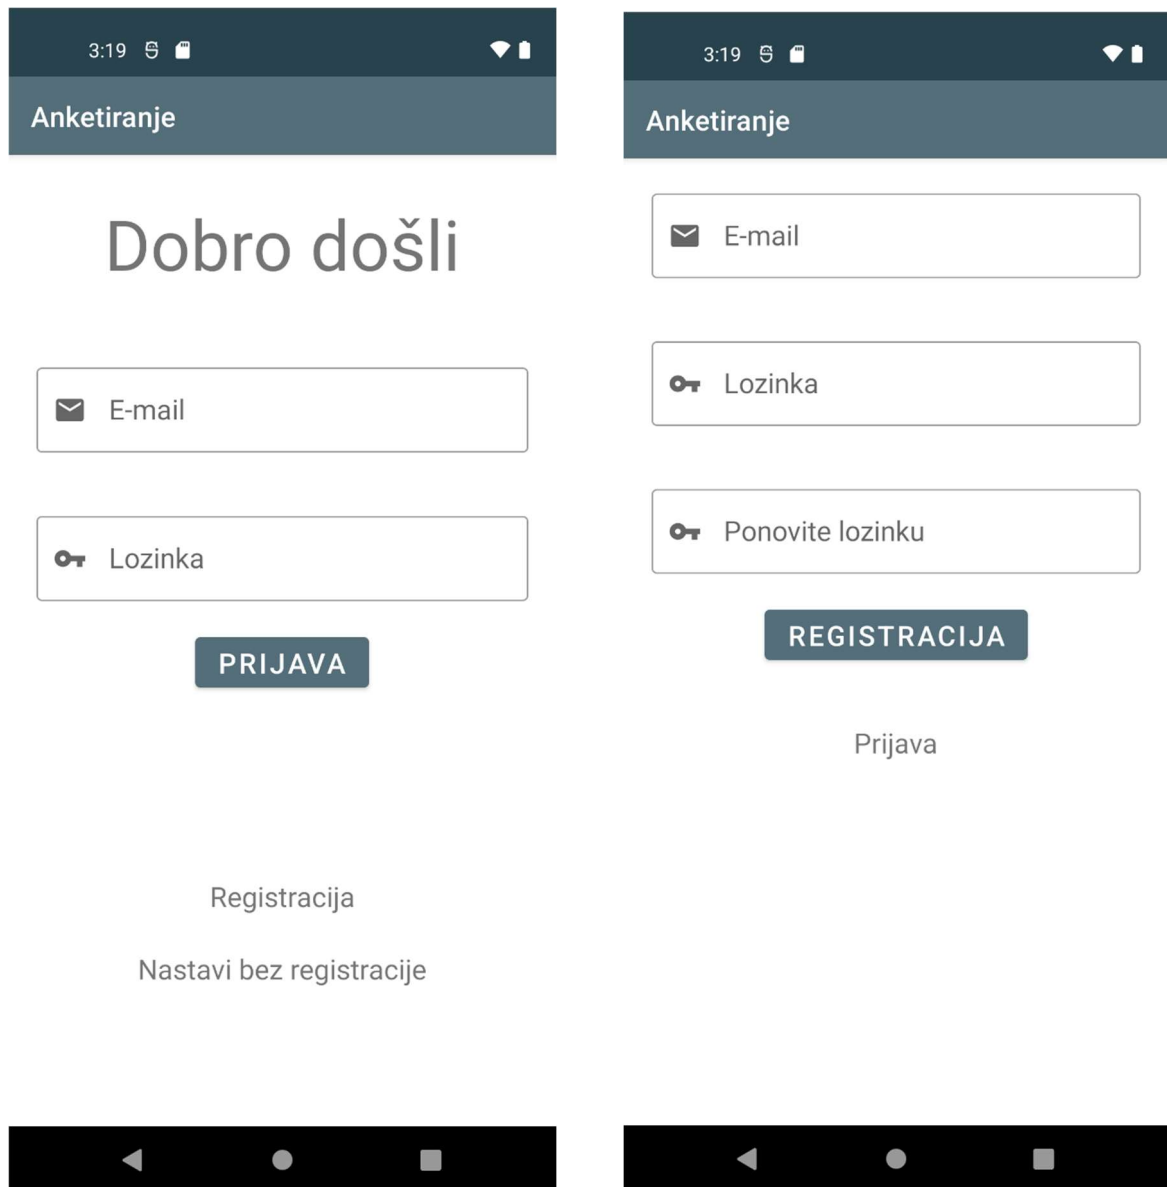 3:19
Anketiranje
Dobro došli
E-mail
Lozinka
PRIJAVA
Registracija
Nastavi bez registracije
3:19
Anketiranje
E-mail
Lozinka
Ponovite lozinku
REGISTRACIJA
Prijava